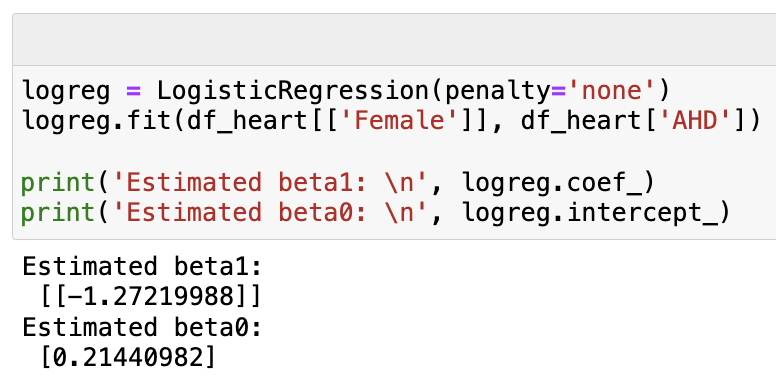 logreg = LogisticRegression(penalty='none')
logreg.fit(df_heart[['Female']], df_heart['AHD'])
print('Estimated beta1: \n', logreg.coef_)
print('Estimated beta0: \n', logreg.intercept_)
Estimated beta1:
[[-1.27219988]]
Estimated beta0:
[0.21440982]